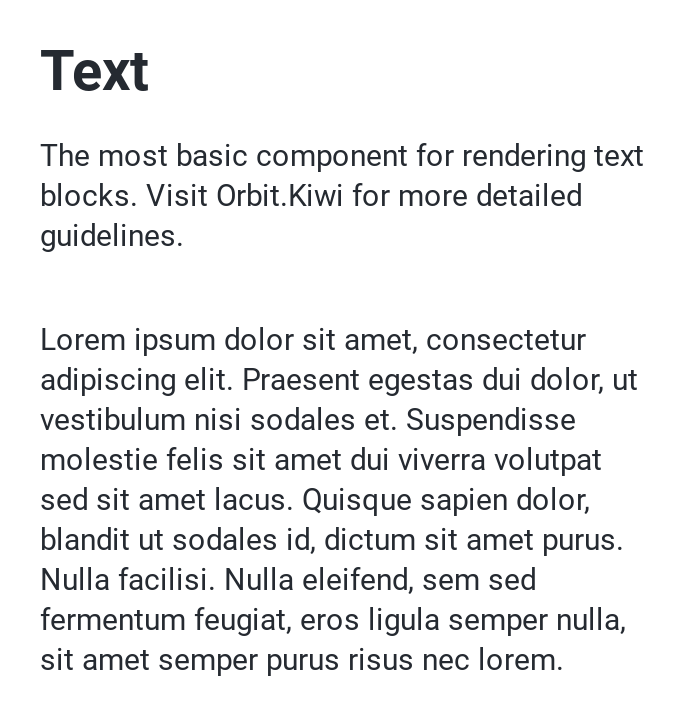 Text
The most basic component for rendering text
blocks. Visit Orbit.Kiwi for more detailed
guidelines.
Lorem ipsum dolor sit amet, consectetur
adipiscing elit. Praesent egestas dui dolor, ut
vestibulum nisi sodales et. Suspendisse
molestie felis sit amet dui viverra volutpat
sed sit amet lacus. Quisque sapien dolor,
blandit ut sodales id, dictum sit amet purus.
Nulla facilisi. Nulla eleifend, sem sed
fermentum feugiat, eros ligula semper nulla,
sit amet semper purus risus nec lorem.